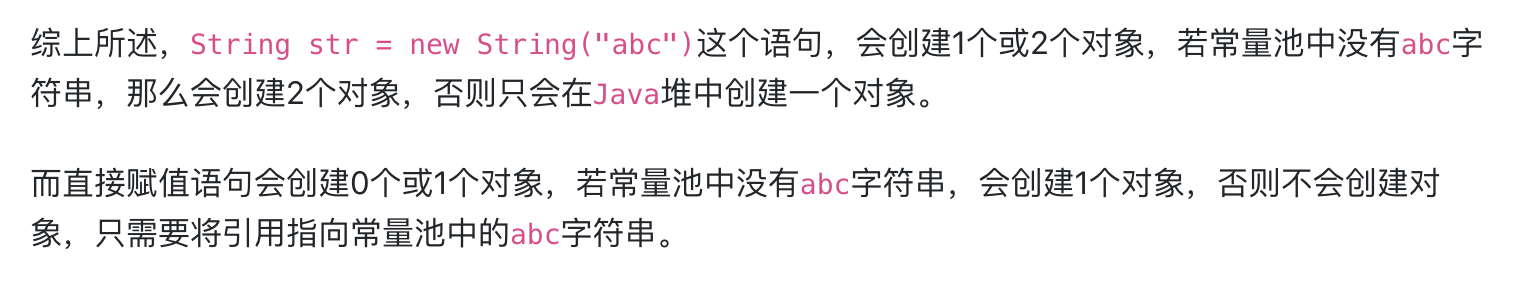 综上所述，String str = new String("abc")这个语句，会创建1个或2个对象，若常量池中没有abc字
符串，那么会创建2个对象，否则只会在Java堆中创建一个对象。
而直接赋值语句会创建0个或1个对象，若常量池中没有abc字符串，会创建1个对象，否则不会创建对
象，只需要将引用指向常量池中的abc字符串。